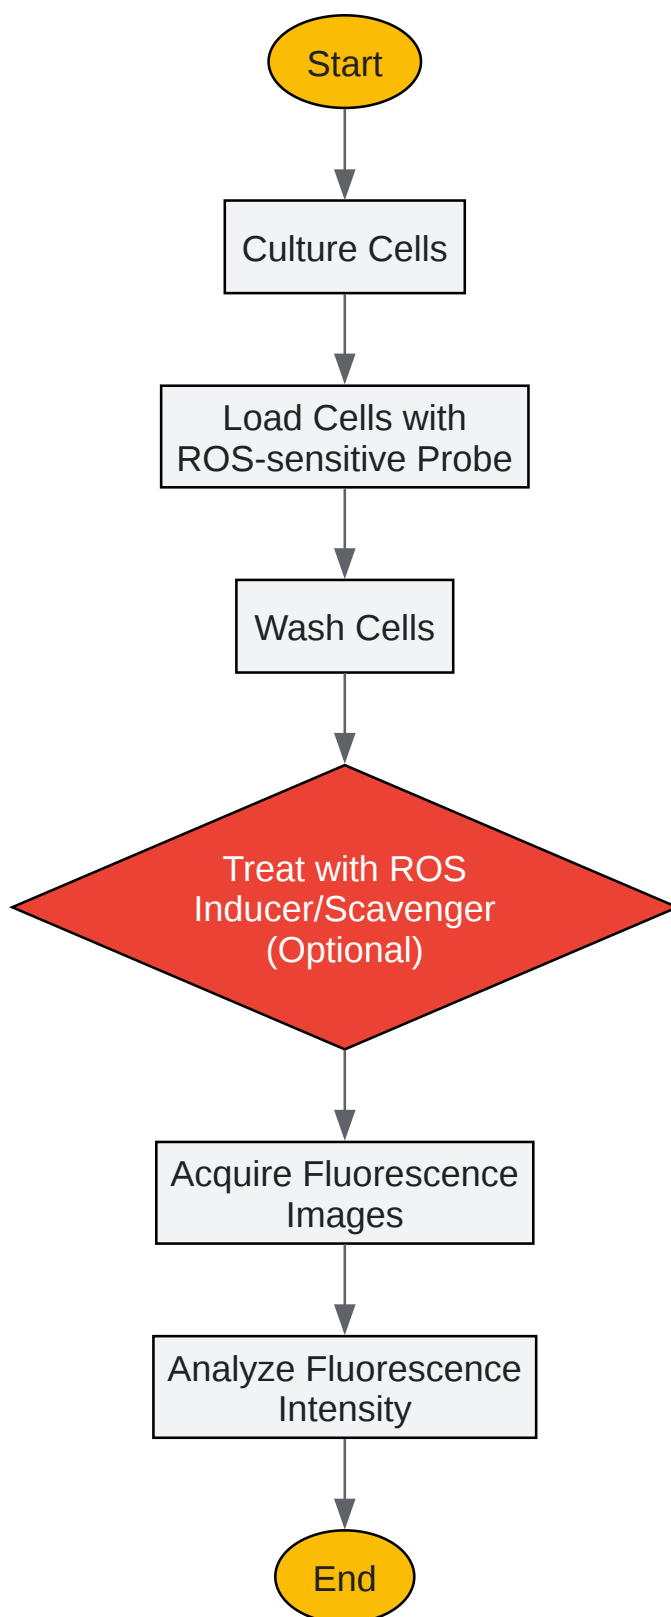 Start
Culture Cells
Load Cells with
ROS-sensitive Probe
Wash Cells
Treat with ROS
Inducer/Scavenger
(Optional)
Acquire Fluorescence
Images
Analyze Fluorescence
Intensity
End